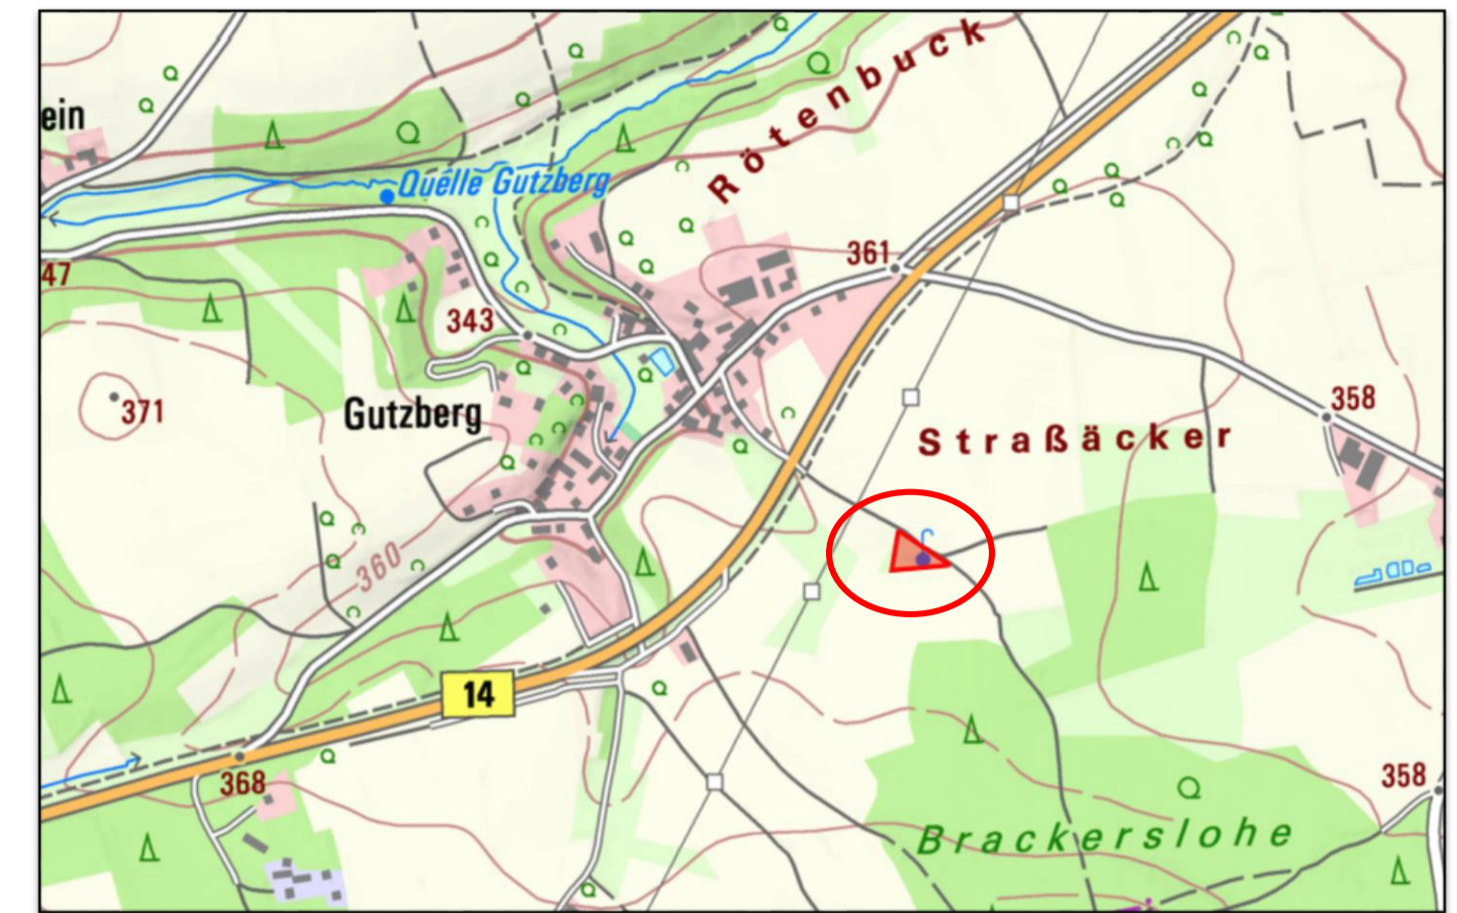 Rötenbuck
ein
Quelle Gutzberg
361
47
343
358
371
Gutzberg
Straßäcker
360
14
368
358
Brackerslohe